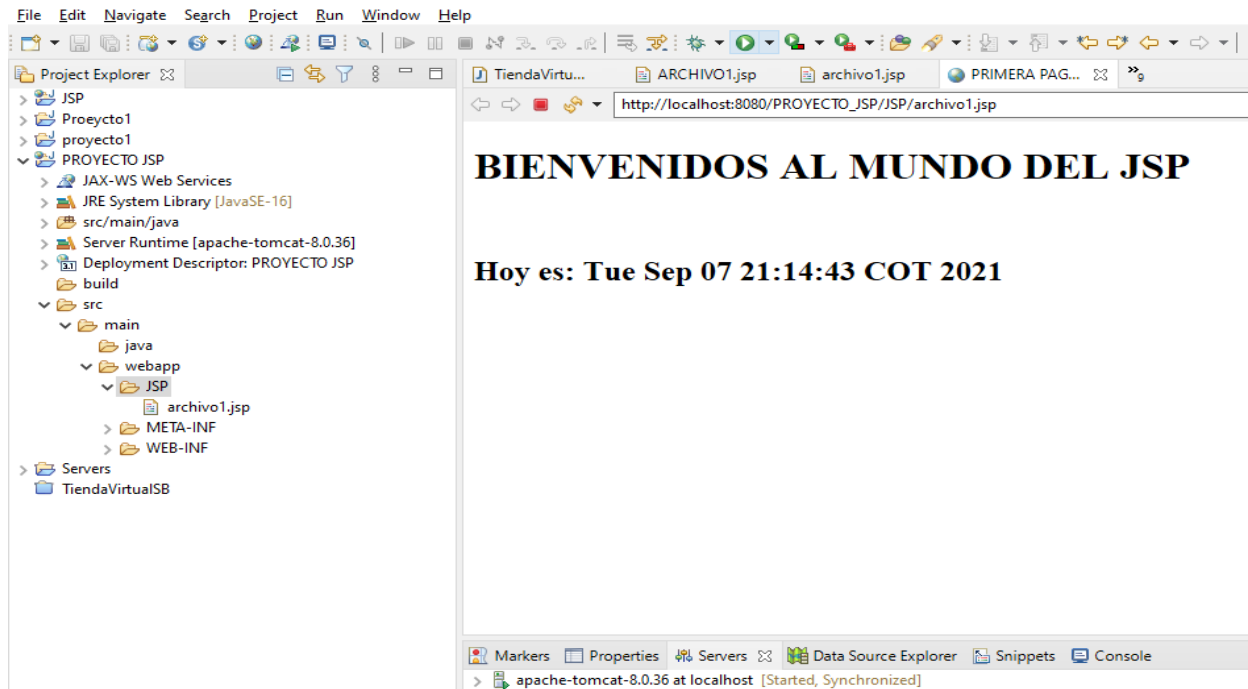 File Edit Navigate Search Project Run Window Help
Project Explorer
JSP
Proeycto1
proyecto1
PROYECTO JSP
JAX-WS Web Services
JRE System Library [JavaSE-16]
src/main/java
Server Runtime [apache-tomcat-8.0.36]
Deployment Descriptor: PROYECTO JSP
build
src
main
java
webapp
JSP
archivo1.jsp
META-INF
WEB-INF
Servers
TiendaVirtualSB
TiendaVirtu... ARCHIVO1.jsp archivo1.jsp PRIMERA PAG... »9
http://localhost:8080/PROYECTO_JSP/JSP/archivo1.jsp
BIENVENIDOS AL MUNDO DEL JSP
Hoy es: Tue Sep 07 21:14:43 COT 2021
Markers Properties Servers Data Source Explorer Snippets Console
apache-tomcat-8.0.36 at localhost [Started, Synchronized]